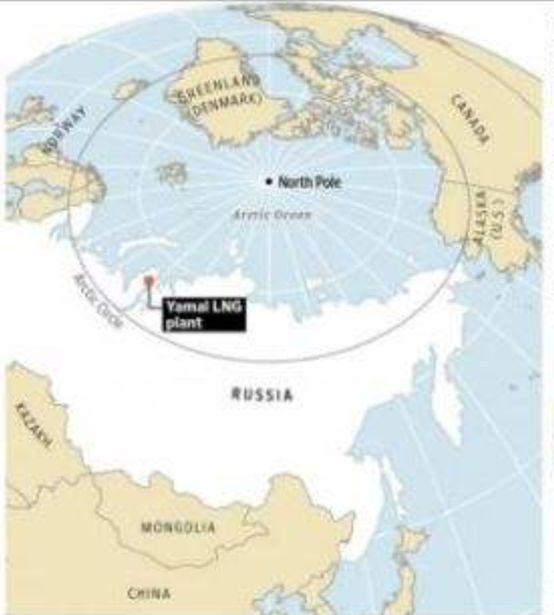 GREENLAND
(DENMARK)
CANADA
NORWAY
North Pole
Arctic Ocean
ALASKA
(U.S.)
Arctic Circle
Yamal LNG
plant
RUSSIA
KAZAKH.
MONGOLIA
CHINA